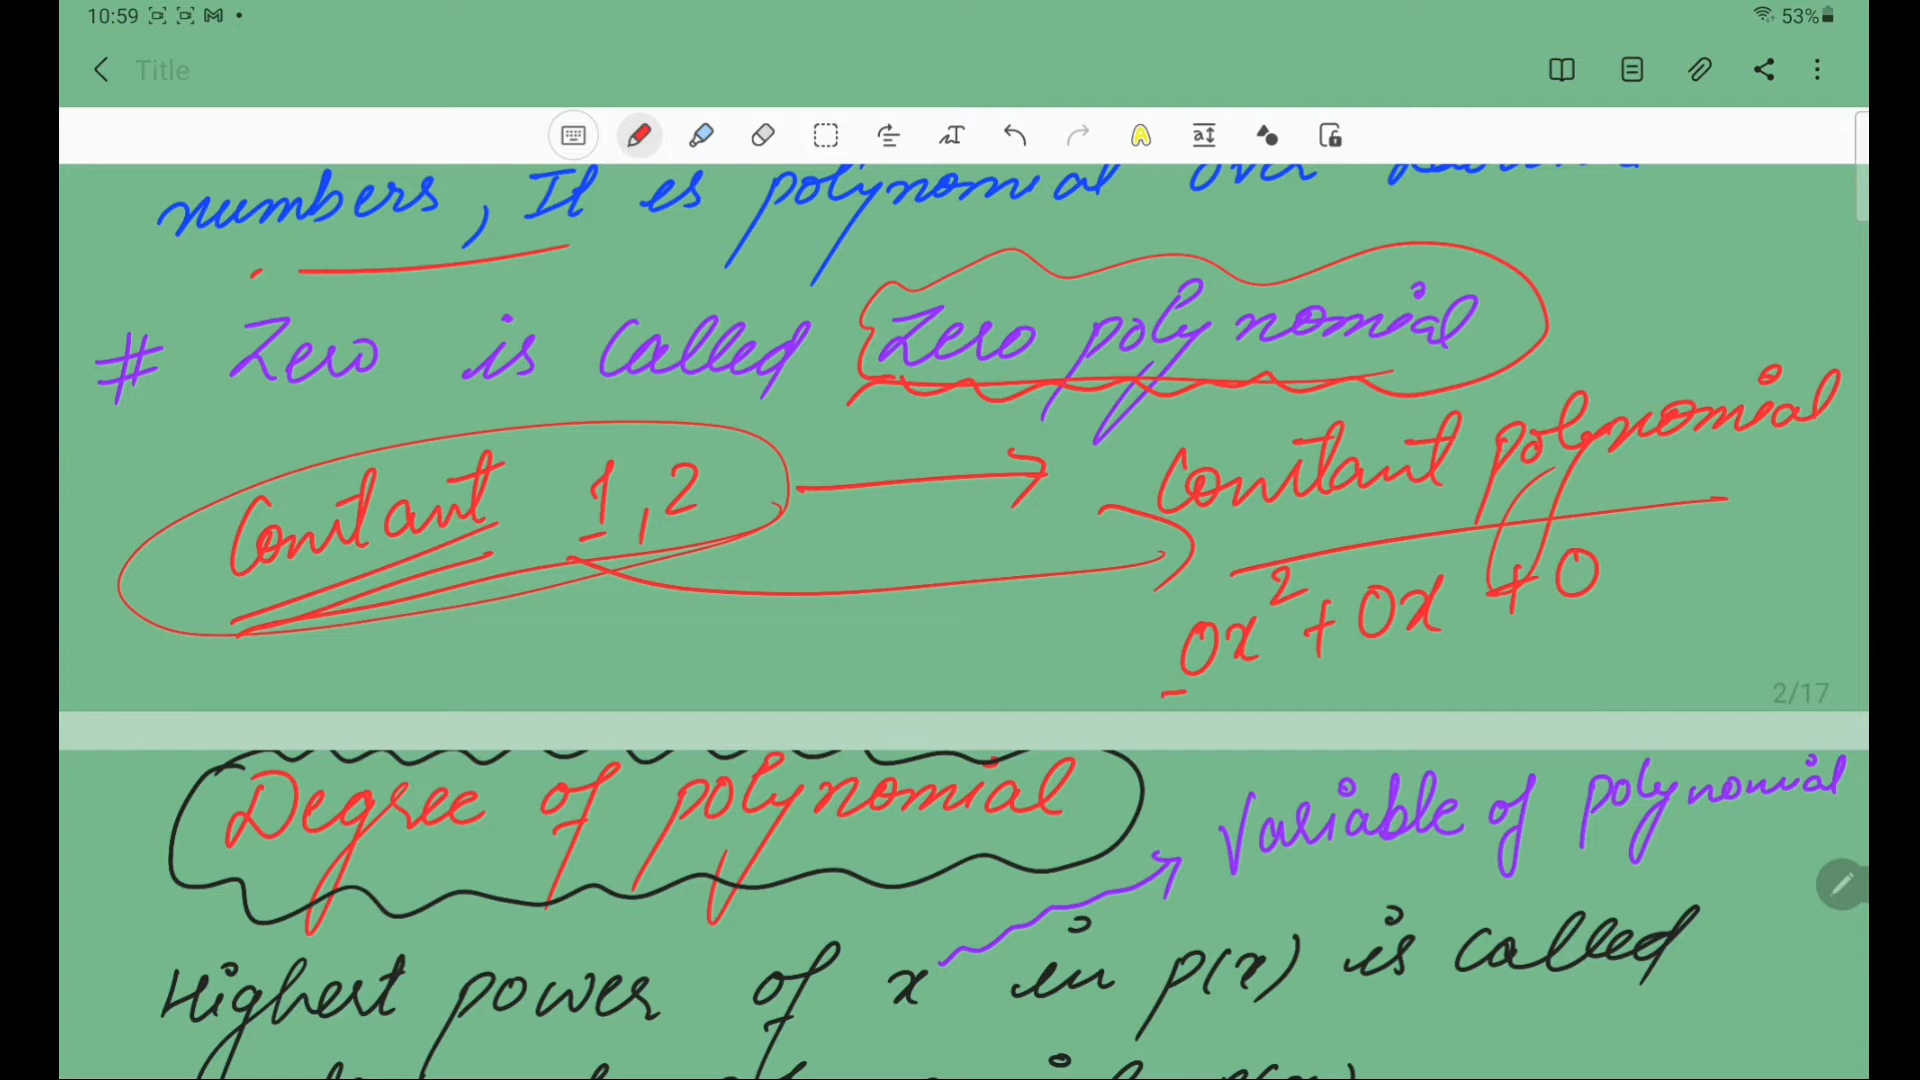 10:59
53%
Title
numbers, It is polynomial over
# Zero is called Zero polynomial
Constant 1, 2 → Constant polynomial
0x² + 0x + 0
2/17
Degree of polynomial
Variable of polynomial
Highest power of x in p(x) is called